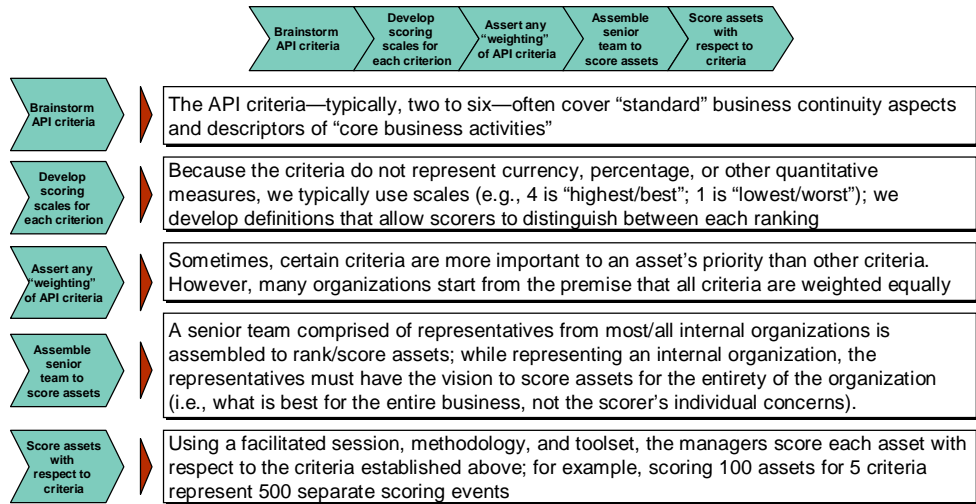 Brainstorm
API criteria
Develop
scoring
scales for
each criterion
Assert any
“weighting”
of API criteria
Assemble
senior
team to
score assets
Score assets
with
respect to
criteria
Brainstorm
API criteria
The API criteria—typically, two to six—often cover “standard” business continuity aspects
and descriptors of “core business activities”
Develop
scoring
scales for
each criterion
Because the criteria do not represent currency, percentage, or other quantitative
measures, we typically use scales (e.g., 4 is “highest/best”; 1 is “lowest/worst”); we
develop definitions that allow scorers to distinguish between each ranking
Assert any
“weighting”
of API criteria
Sometimes, certain criteria are more important to an asset’s priority than other criteria.
However, many organizations start from the premise that all criteria are weighted equally
Assemble
senior
team to
score assets
A senior team comprised of representatives from most/all internal organizations is
assembled to rank/score assets; while representing an internal organization, the
representatives must have the vision to score assets for the entirety of the organization
(i.e., what is best for the entire business, not the scorer’s individual concerns).
Score assets
with
respect to
criteria
Using a facilitated session, methodology, and toolset, the managers score each asset with
respect to the criteria established above; for example, scoring 100 assets for 5 criteria
represent 500 separate scoring events